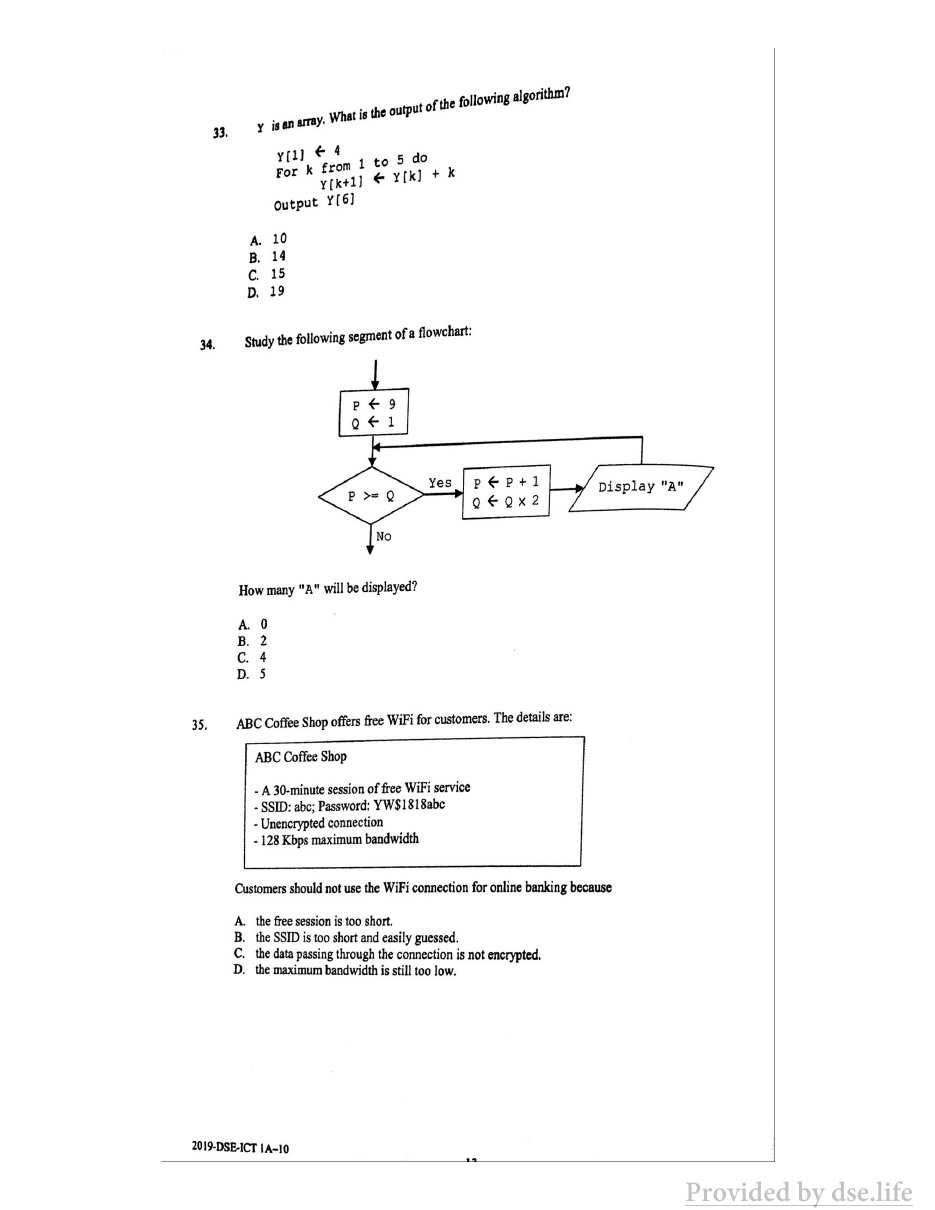 33. Y is an array. What is the output of the following algorithm?
Y[1] ← 4
For k from 1 to 5 do
Y[k+1] ← Y[k] + k
Output Y[6]
A. 10
B. 14
C. 15
D. 19
34. Study the following segment of a flowchart:
P ← 9
Q ← 1
P >= Q
Yes
P ← P + 1
Q ← Q x 2
Display "A"
No
How many "A" will be displayed?
A. 0
B. 2
C. 4
D. 5
35. ABC Coffee Shop offers free WiFi for customers. The details are:
ABC Coffee Shop
- A 30-minute session of free WiFi service
- SSID: abc; Password: YW$1818abc
- Unencrypted connection
- 128 Kbps maximum bandwidth
Customers should not use the WiFi connection for online banking because
A. the free session is too short.
B. the SSID is too short and easily guessed.
C. the data passing through the connection is not encrypted.
D. the maximum bandwidth is still too low.
2019-DSE-ICT 1A–10
Provided by dse.life